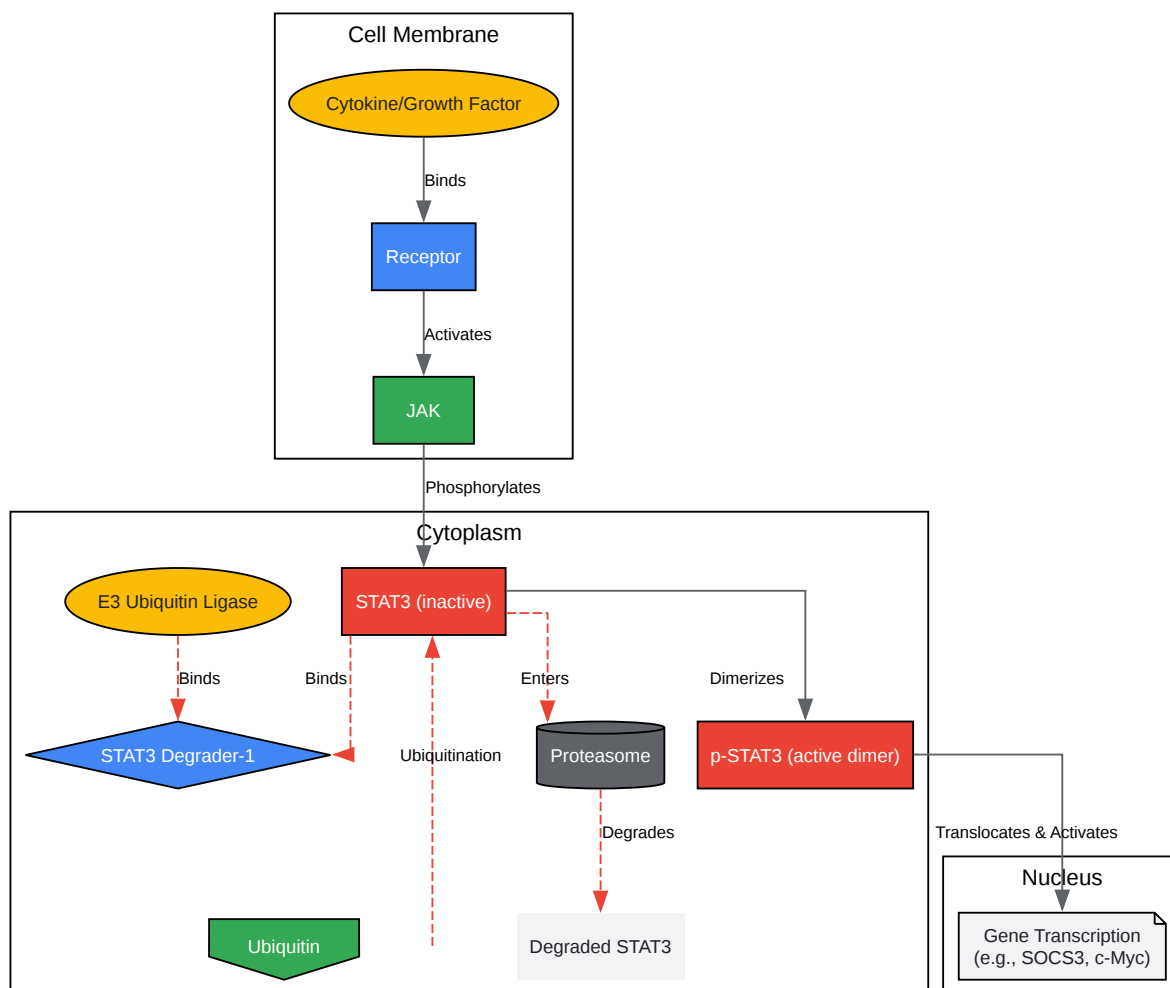 Cell Membrane
Cytokine/Growth Factor
Binds
Receptor
Activates
JAK
Phosphorylates
Cytoplasm
E3 Ubiquitin Ligase
STAT3 (inactive)
Binds
Binds
Enters
Dimerizes
STAT3 Degrader-1
Ubiquitination
Proteasome
p-STAT3 (active dimer)
Degrades
Translocates & Activates
Nucleus
Ubiquitin
Degraded STAT3
Gene Transcription
(e.g., SOCS3, c-Myc)